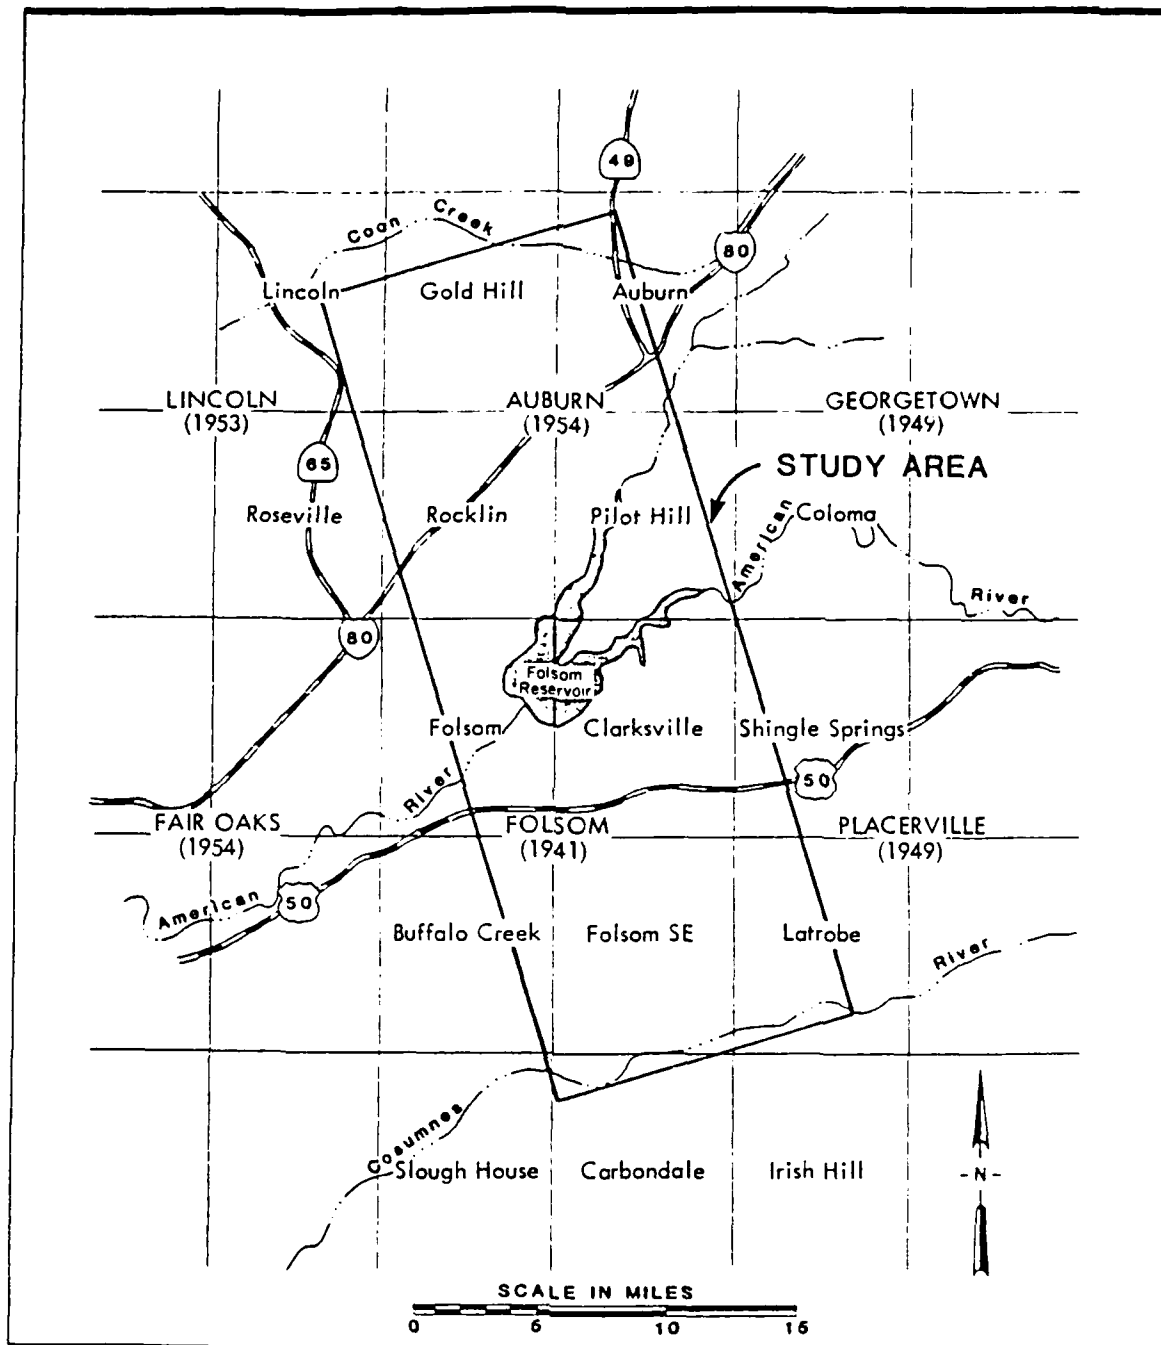 49
Coon Creek
80
Lincoln
Gold Hill
Auburn
LINCOLN
(1953)
AUBURN
(1954)
GEORGETOWN
(1949)
65
STUDY AREA
Roseville
Rocklin
Pilot Hill
American
Coloma
River
80
Folsom
Reservoir
Folsom
Clarksville
Shingle Springs
50
River
FAIR OAKS
(1954)
FOLSOM
(1941)
PLACERVILLE
(1949)
American
50
Buffalo Creek
Folsom SE
Latrobe
River
Cosumnes
Slough House
Carbondale
Irish Hill
-N-
SCALE IN MILES
0 5 10 15